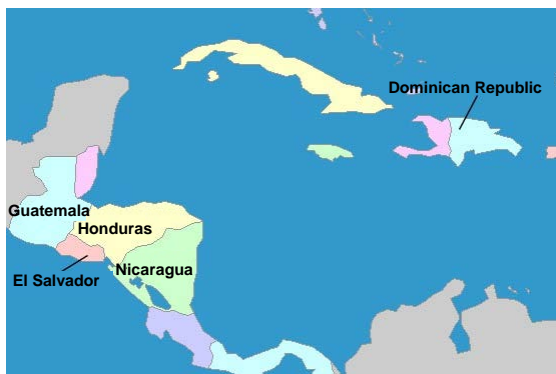 Dominican Republic
Guatemala
Honduras
Nicaragua
El Salvador